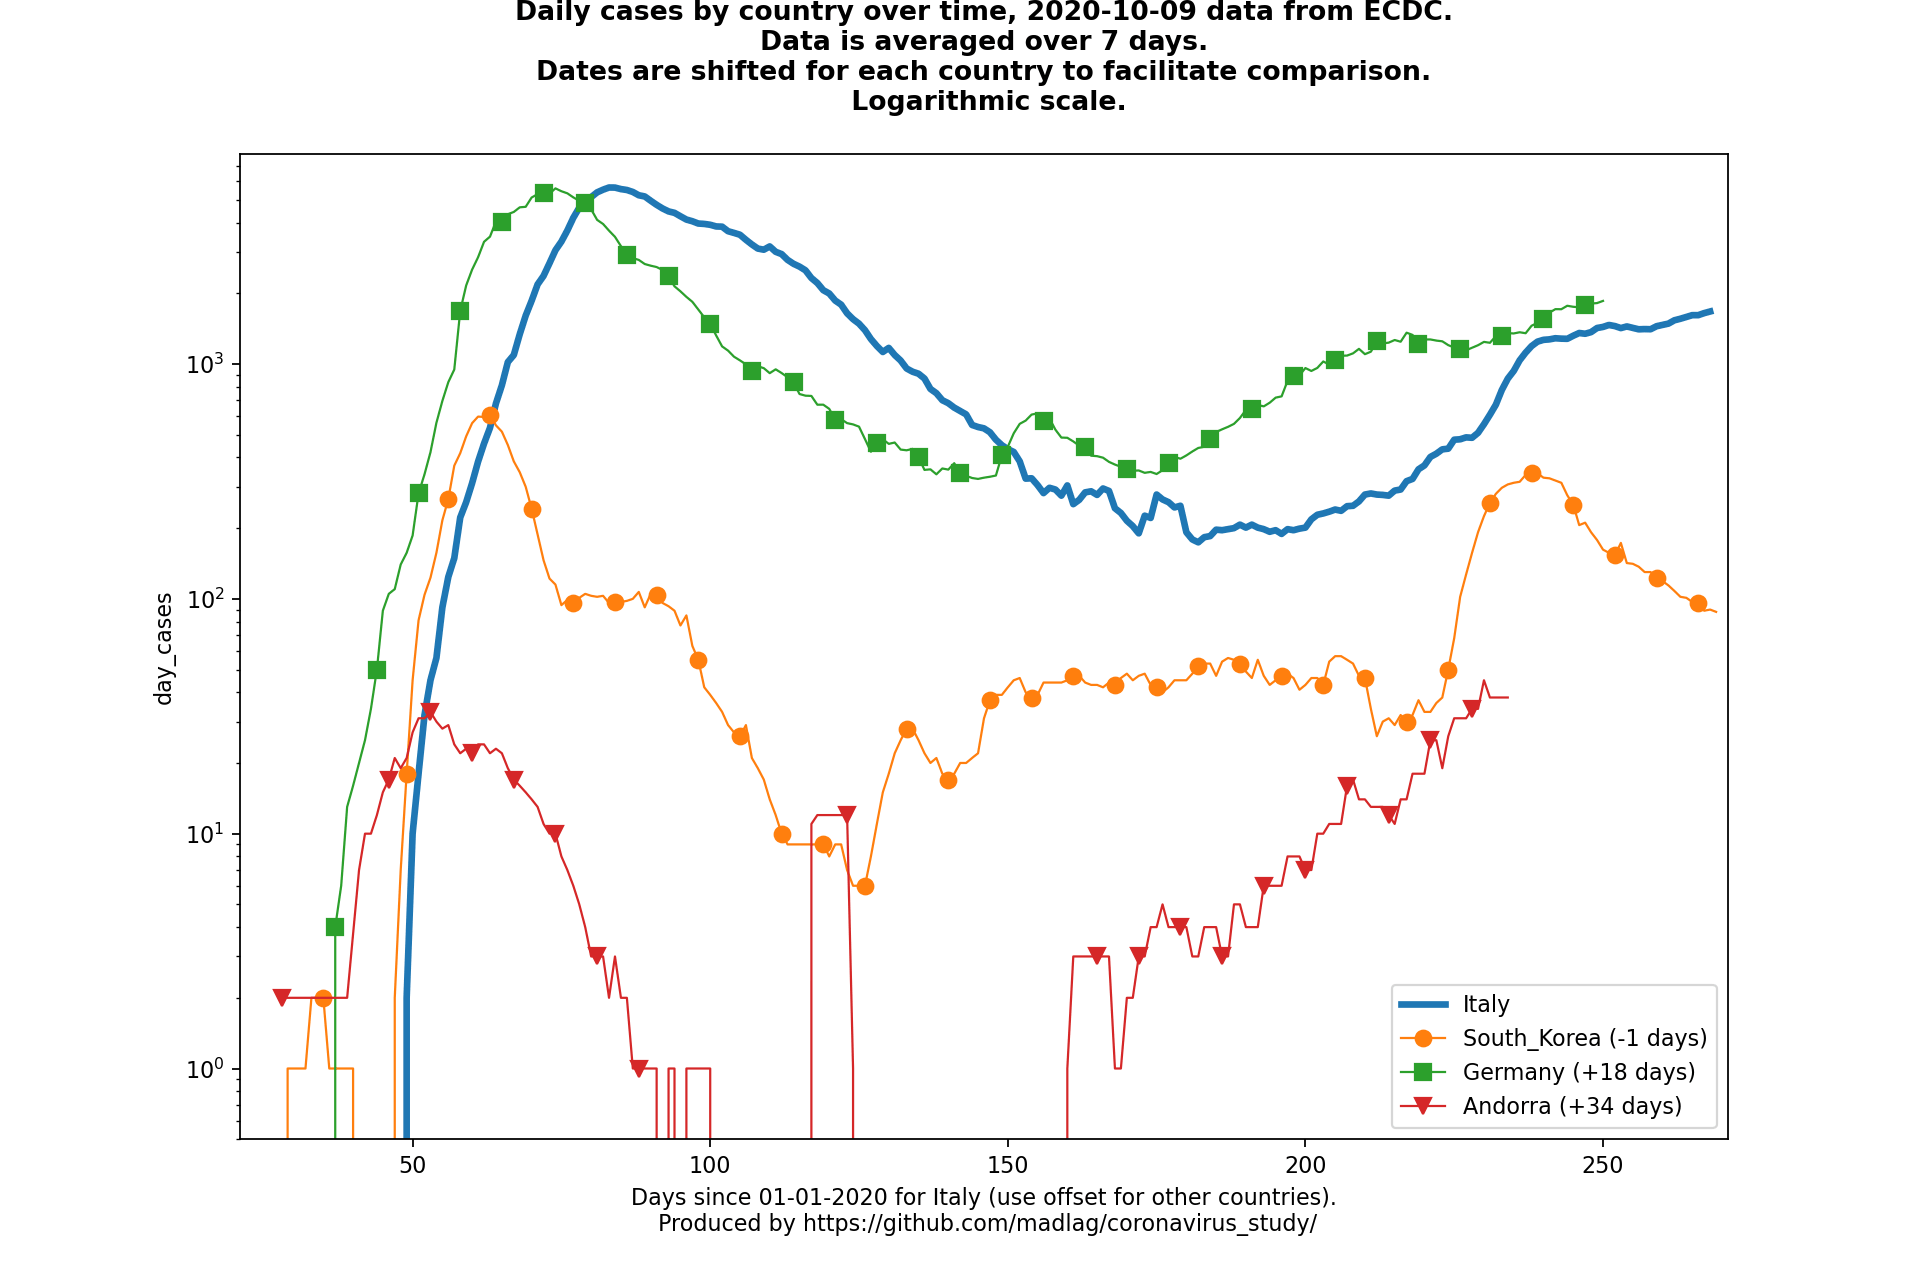 Daily cases by country over time, 2020-10-09 data from ECDC.
Data is averaged over 7 days.
Dates are shifted for each country to facilitate comparison.
Logarithmic scale.
day_cases
10^3
10^2
10^1
10^0
50 100 150 200 250
Italy
South_Korea (-1 days)
Germany (+18 days)
Andorra (+34 days)
Days since 01-01-2020 for Italy (use offset for other countries).
Produced by https://github.com/madlag/coronavirus_study/